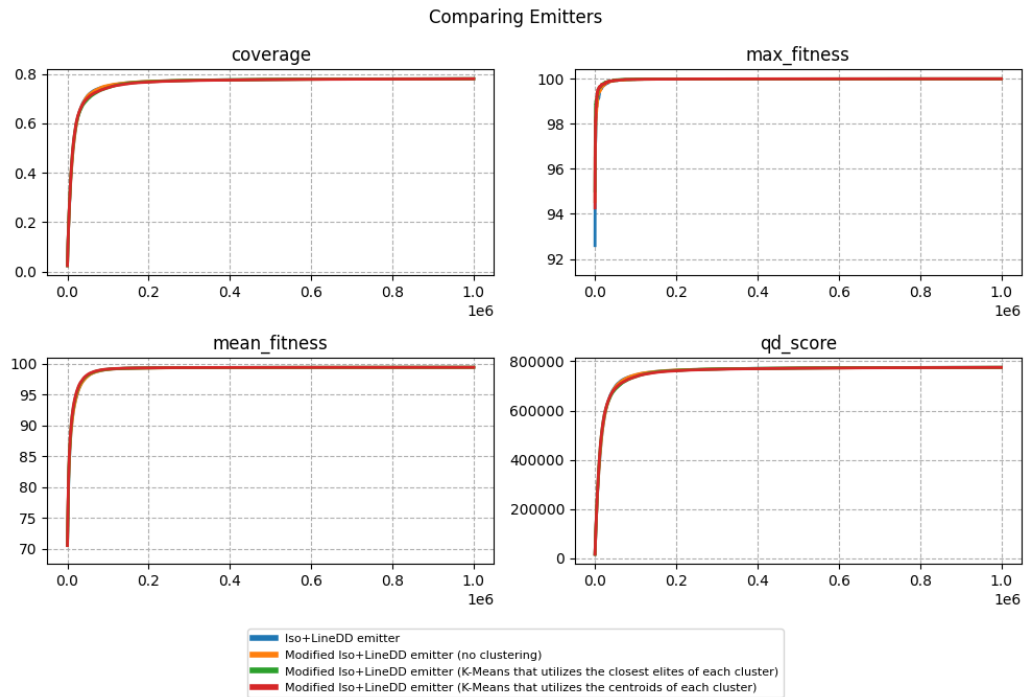 Comparing Emitters
coverage
0.8
0.6
0.4
0.2
0.0
0.0 0.2 0.4 0.6 0.8 1.0
1e6
max_fitness
100
98
96
94
92
0.0 0.2 0.4 0.6 0.8 1.0
1e6
mean_fitness
100
95
90
85
80
75
70
0.0 0.2 0.4 0.6 0.8 1.0
1e6
qd_score
800000
600000
400000
200000
0
0.0 0.2 0.4 0.6 0.8 1.0
1e6
Iso+LineDD emitter
Modified Iso+LineDD emitter (no clustering)
Modified Iso+LineDD emitter (K-Means that utilizes the closest elites of each cluster)
Modified Iso+LineDD emitter (K-Means that utilizes the centroids of each cluster)